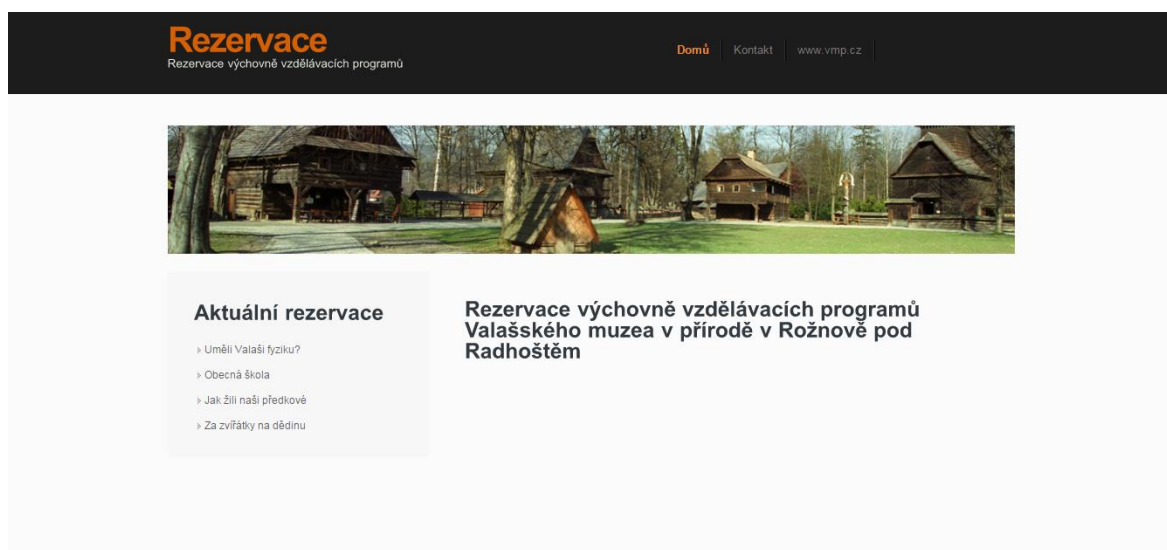 Rezervace
Rezervace výchovně vzdělávacích programů
Domů
Kontakt
www.vmp.cz
Aktuální rezervace
Uměli Valaši fyziku?
Obecná škola
Jak žili naši předkové
Za zvířátky na dědinu
Rezervace výchovně vzdělávacích programů
Valašského muzea v přírodě v Rožnově pod
Radhoštěm